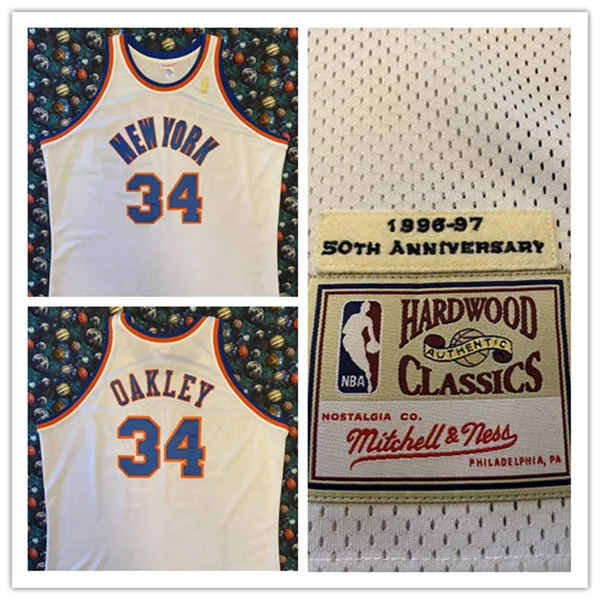 NEW YORK
34
OAKLEY
34
1996-97
50TH ANNIVERSARY
NBA
HARDWOOD
AUTHENTIC
CLASSICS
NOSTALGIA CO.
Mitchell & Ness
PHILADELPHIA, PA